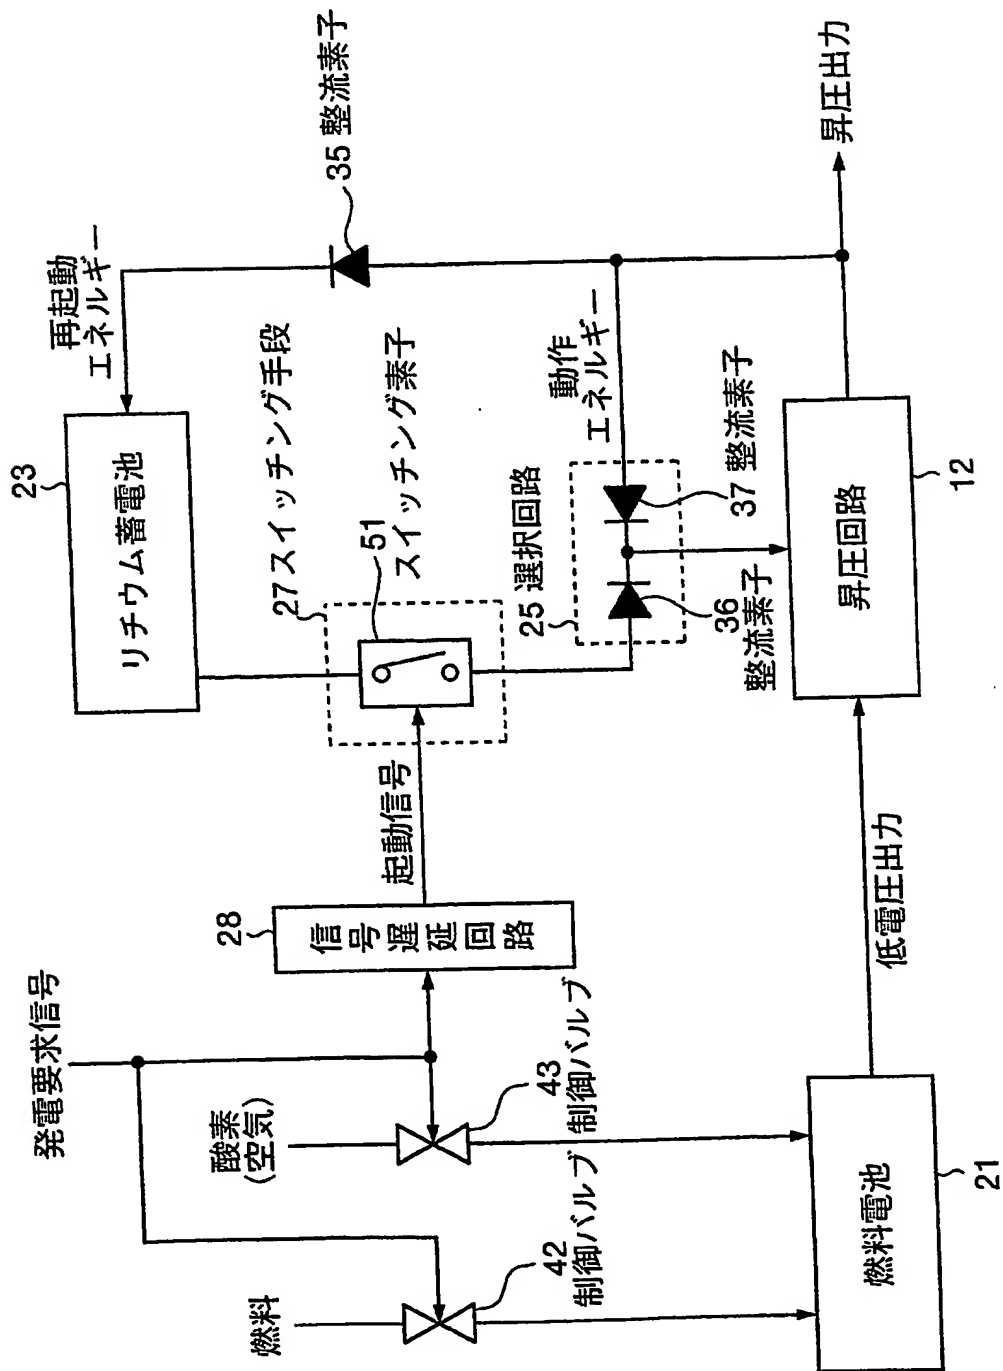 発電要求信号
燃料
酸素
(空気)
42
制御バルブ
43
制御バルブ
燃料電池
21
28
信号遅延回路
起動信号
低電圧出力
23
リチウム蓄電池
27スイッチング手段
51
スイッチング素子
再起動
エネルギー
35 整流素子
25 選択回路
36
整流素子
37 整流素子
動作
エネルギー
昇圧回路
12
昇圧出力